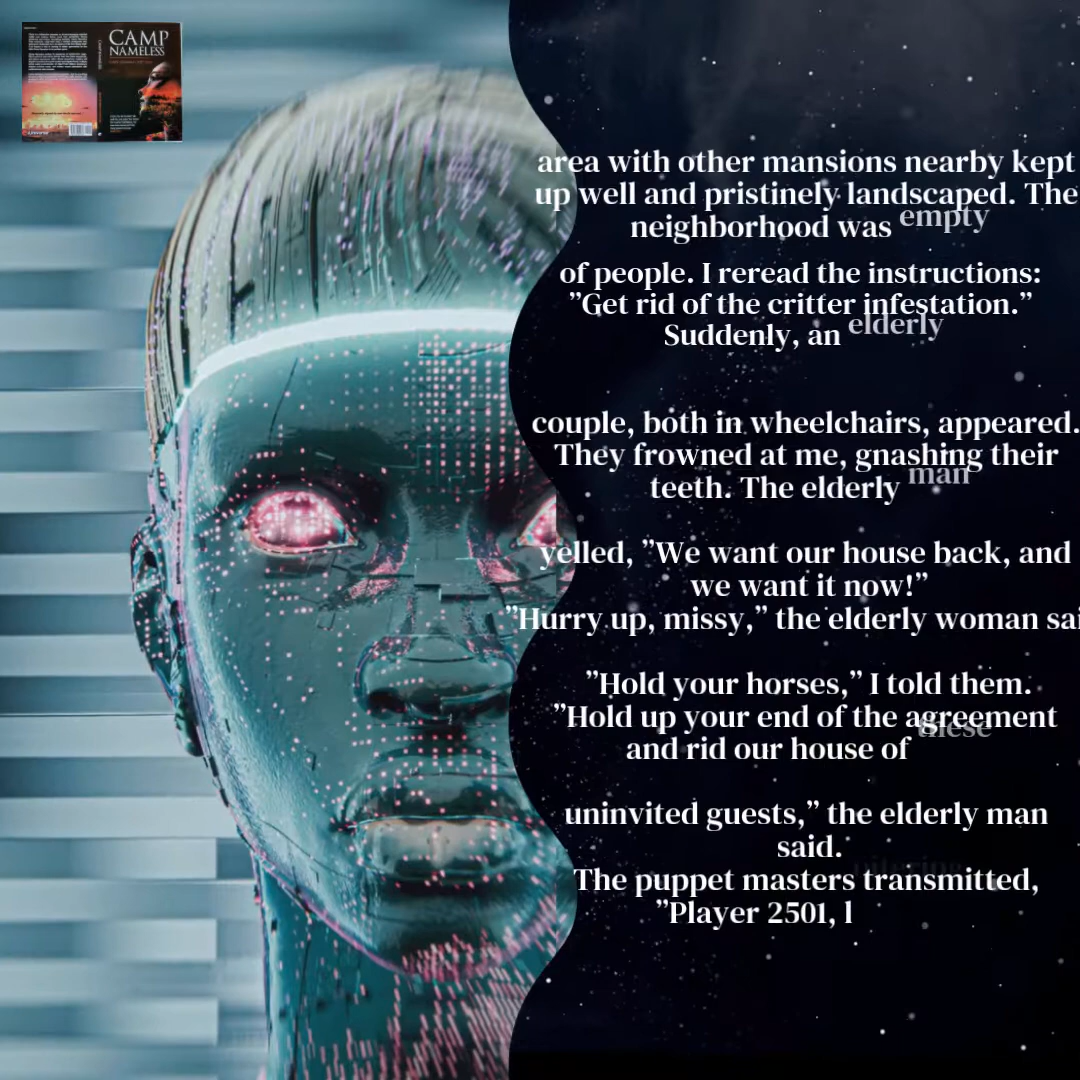 CAMP
NAMELESS
area with other mansions nearby kept
up well and pristinely landscaped. The
neighborhood was empty
of people. I reread the instructions:
”Get rid of the critter infestation.”
Suddenly, an elderly
couple, both in wheelchairs, appeared.
They frowned at me, gnashing their
teeth. The elderly man
yelled, ”We want our house back, and
we want it now!”
”Hurry up, missy,” the elderly woman sai
”Hold your horses,” I told them.
”Hold up your end of the agreement
and rid our house of these
uninvited guests,” the elderly man
said.
The puppet masters transmitted,
”Player 2501, l